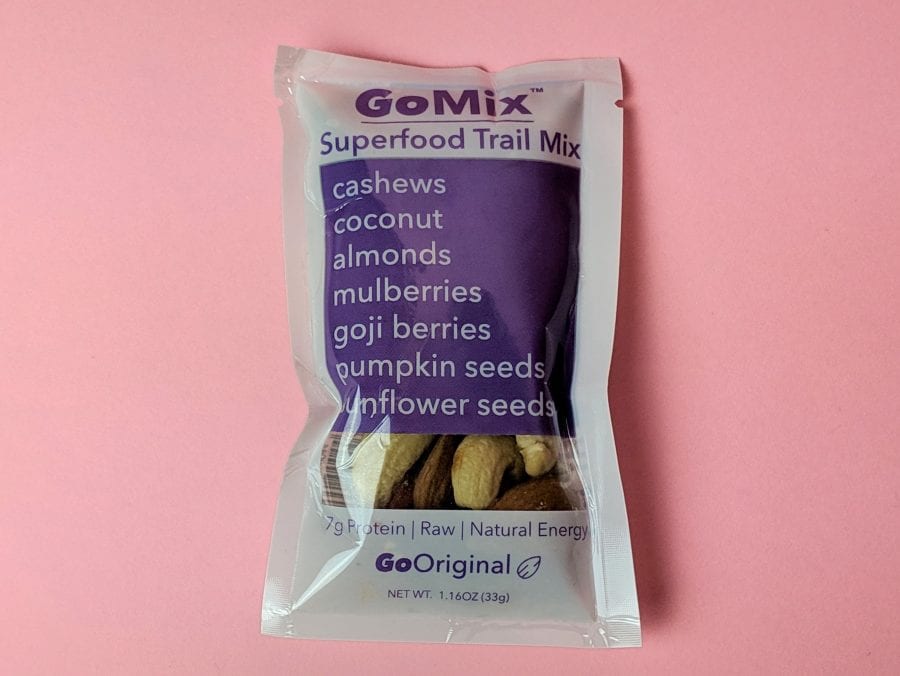 GoMix™
Superfood Trail Mix
cashews
coconut
almonds
mulberries
goji berries
pumpkin seeds
sunflower seeds
7g Protein | Raw | Natural Energy
GoOriginal
NET WT. 1.16OZ (33g)